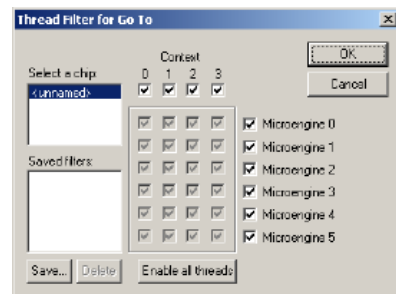 Thread Filter for Go To
Select a chip:
<unnamed>
Context
0 1 2 3
OK
Cancel
Microengine 0
Microengine 1
Microengine 2
Microengine 3
Microengine 4
Microengine 5
Saved filters:
Save...
Delete
Enable all threads